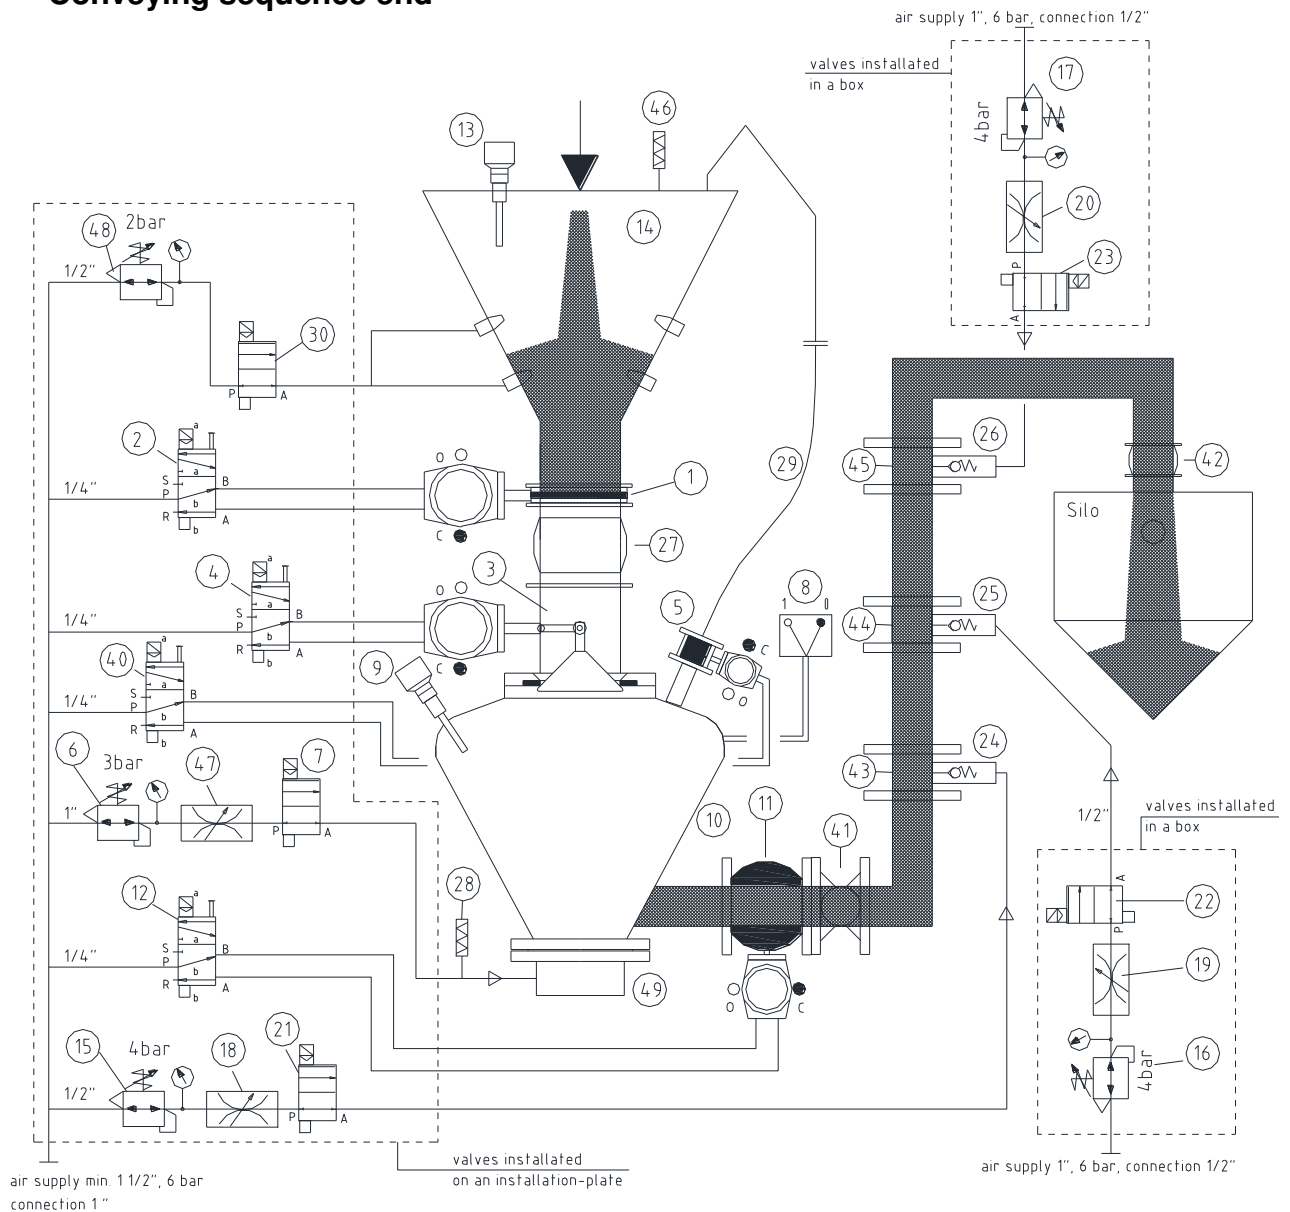 Conveying sequence end
air supply 1", 6 bar, connection 1/2"
valves installated
in a box
17
4bar
20
P
23
A
46
13
14
48
2bar
1/2"
30
P
A
2
a
a
S
P
B
b
R
A
b
1/4"
O
C
1
27
29
4
a
a
S
P
B
b
R
A
b
1/4"
O
C
3
5
C
O
8
1
0
40
a
a
S
P
B
b
R
A
b
1/4"
9
6
3bar
47
7
1"
P
A
10
11
41
28
12
a
a
S
P
B
b
R
A
b
1/4"
49
O
C
15
4bar
18
21
1/2"
P
A
26
45
42
Silo
25
44
24
43
1/2"
valves installated
in a box
A
22
P
19
16
4bar
air supply 1", 6 bar, connection 1/2"
valves installated
on an installation-plate
air supply min. 1 1/2", 6 bar
connection 1 "